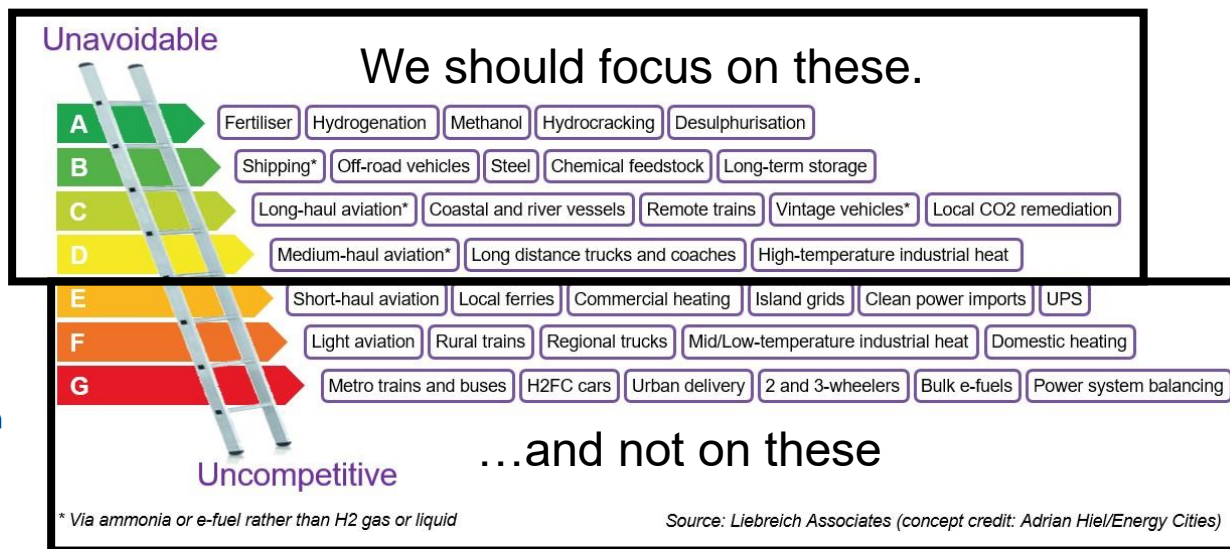 Unavoidable
We should focus on these.
A Fertiliser Hydrogenation Methanol Hydrocracking Desulphurisation
B Shipping* Off-road vehicles Steel Chemical feedstock Long-term storage
C Long-haul aviation* Coastal and river vessels Remote trains Vintage vehicles* Local CO2 remediation
D Medium-haul aviation* Long distance trucks and coaches High-temperature industrial heat
E Short-haul aviation Local ferries Commercial heating Island grids Clean power imports UPS
F Light aviation Rural trains Regional trucks Mid/Low-temperature industrial heat Domestic heating
G Metro trains and buses H2FC cars Urban delivery 2 and 3-wheelers Bulk e-fuels Power system balancing
…and not on these
Uncompetitive
* Via ammonia or e-fuel rather than H2 gas or liquid Source: Liebreich Associates (concept credit: Adrian Hiel/Energy Cities)